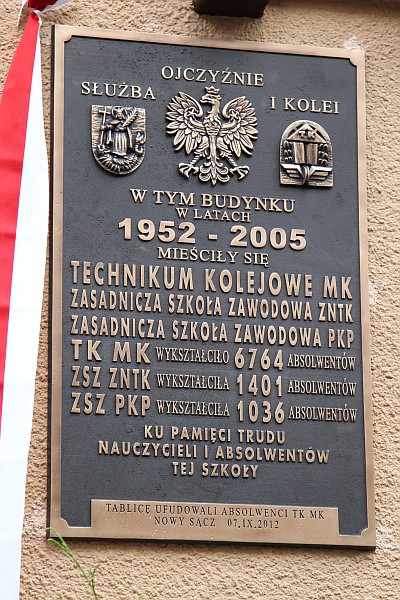 OJCZYŹNIE
SŁUŻBA I KOLEI
W TYM BUDYNKU
W LATACH
1952 - 2005
MIEŚCIŁY SIĘ
TECHNIKUM KOLEJOWE MK
ZASADNICZA SZKOŁA ZAWODOWA ZNTK
ZASADNICZA SZKOŁA ZAWODOWA PKP
TK MK WYKSZTAŁCIŁO 6764 ABSOLWENTÓW
ZSZ ZNTK WYKSZTAŁCIŁA 1401 ABSOLWENTÓW
ZSZ PKP WYKSZTAŁCIŁA 1036 ABSOLWENTÓW
KU PAMIĘCI TRUDU
NAUCZYCIELI I ABSOLWENTÓW
TEJ SZKOŁY
TABLICĘ UFUDOWALI ABSOLWENCI TK MK
NOWY SĄCZ 07.IX.2012